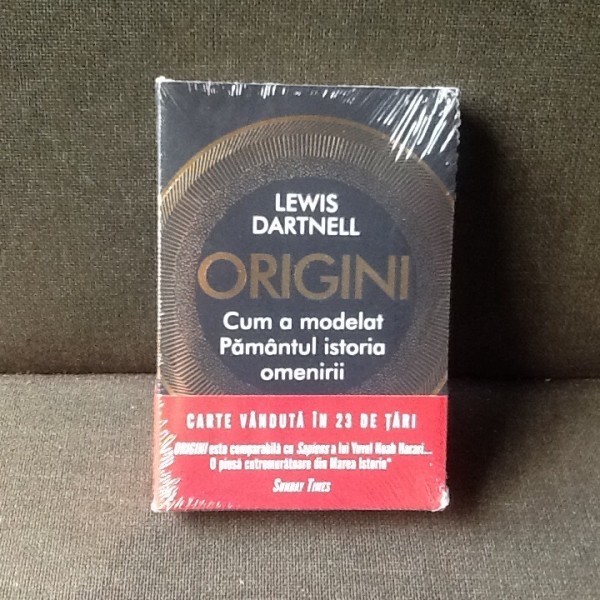 LEWIS
DARTNELL
ORIGINI
Cum a modelat
Pământul istoria
omenirii
CARTE VÂNDUTĂ ÎN 23 DE ȚĂRI
ORIGINI este comparabilă cu Sapiens a lui Yuval Noah Harari...
O piesă cutremurătoare din Marea Istorie"
SUNDAY TIMES